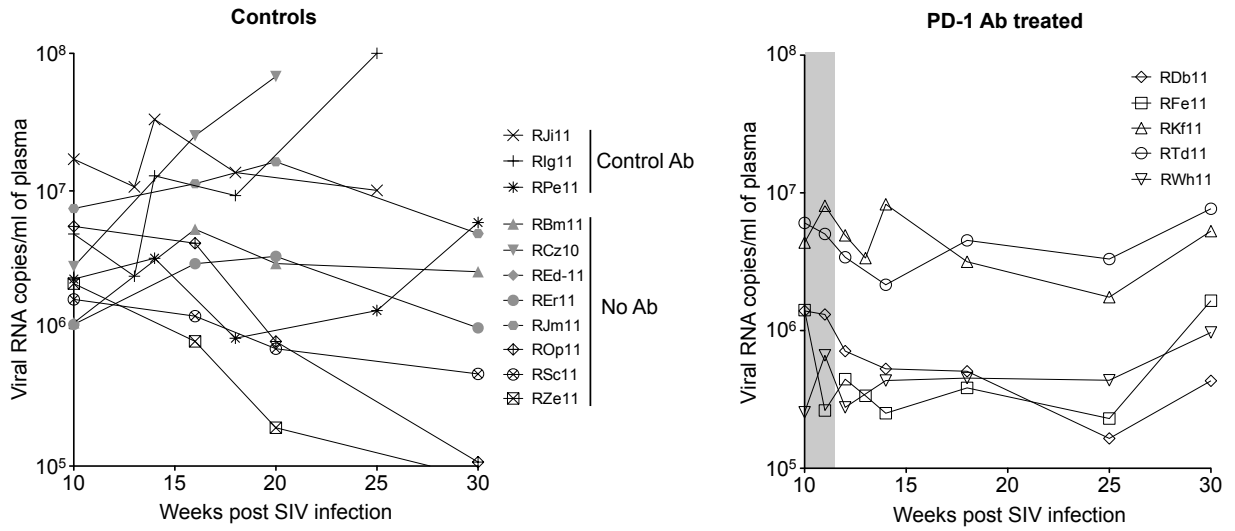 Controls
Viral RNA copies/ml of plasma
10⁸
10⁷
10⁶
10⁵
10 15 20 25 30
Weeks post SIV infection
RJi11
RIg11
RPe11
Control Ab
RBm11
RCz10
REd-11
REr11
RJm11
ROp11
RSc11
RZe11
No Ab
PD-1 Ab treated
Viral RNA copies/ml of plasma
10⁸
10⁷
10⁶
10⁵
10 15 20 25 30
Weeks post SIV infection
RDb11
RFe11
RKf11
RTd11
RWh11